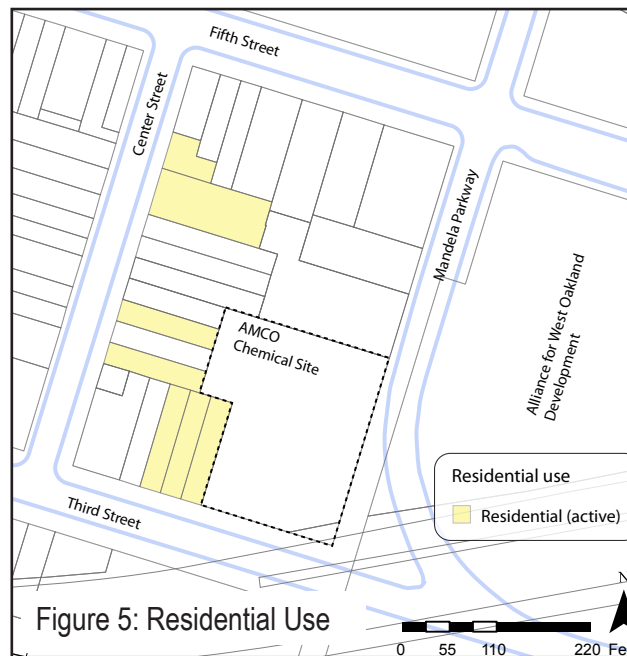 Fifth Street
Center Street
Mandela Parkway
AMCO
Chemical Site
Alliance for West Oakland
Development
Residential use
Residential (active)
Third Street
N
Figure 5: Residential Use
0 55 110 220 Fe